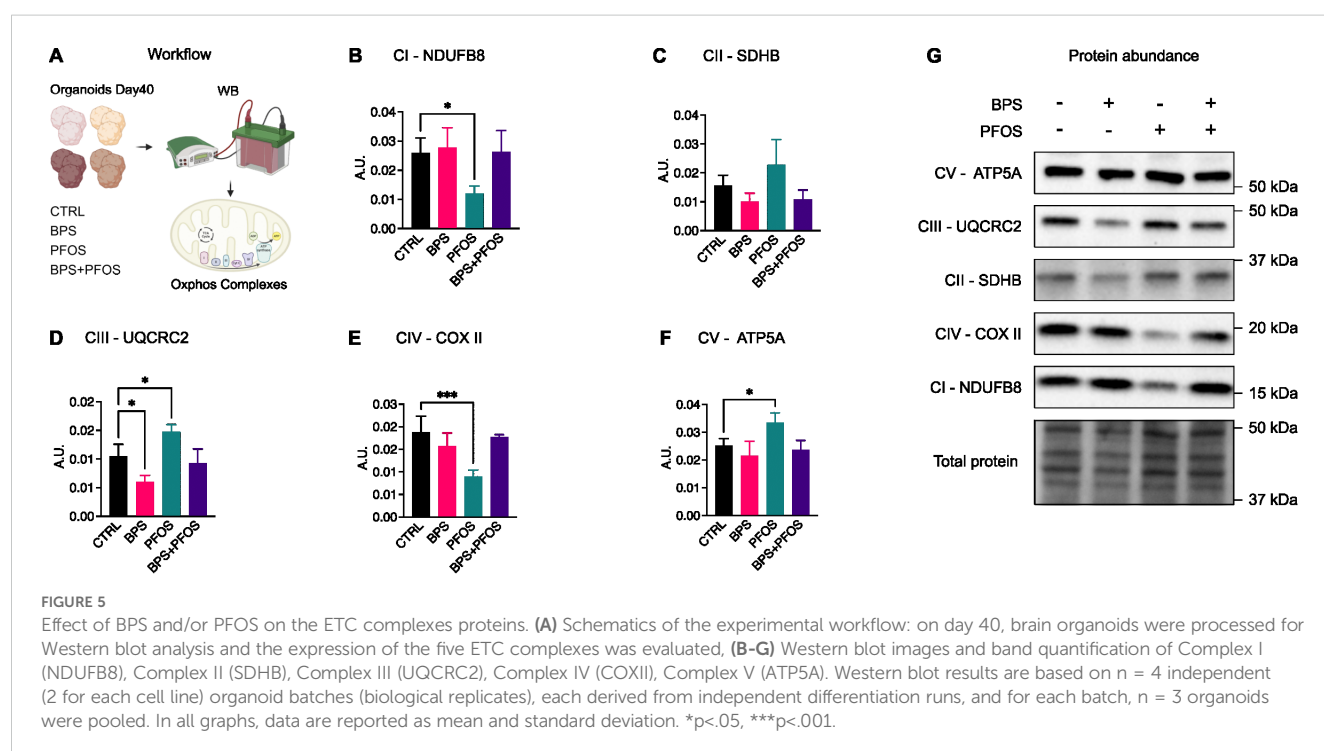 A Workflow
Organoids Day40
WB
CTRL
BPS
PFOS
BPS+PFOS
Oxphos Complexes
B CI - NDUFB8
*
0.04
0.03
0.03
0.02
0.01
0.01
0.00
A.U.
CTRL
BPS
PFOS
BPS+PFOS
C CII - SDHB
0.04
0.03
0.03
0.02
0.01
0.01
0.00
A.U.
CTRL
BPS
PFOS
BPS+PFOS
D CIII - UQCRC2
*
*
0.02
0.02
0.01
0.01
0.00
A.U.
CTRL
BPS
PFOS
BPS+PFOS
E CIV - COX II
***
0.03
0.03
0.02
0.01
0.01
0.00
A.U.
CTRL
BPS
PFOS
BPS+PFOS
F CV - ATP5A
*
0.04
0.03
0.02
0.01
0.00
A.U.
CTRL
BPS
PFOS
BPS+PFOS
G Protein abundance
BPS - + - +
PFOS - - + +
CV - ATP5A
50 kDa
CIII - UQCRC2
50 kDa
CII - SDHB
37 kDa
CIV - COX II
20 kDa
CI - NDUFB8
15 kDa
Total protein
50 kDa
37 kDa
FIGURE 5
Effect of BPS and/or PFOS on the ETC complexes proteins. (A) Schematics of the experimental workflow: on day 40, brain organoids were processed for
Western blot analysis and the expression of the five ETC complexes was evaluated, (B-G) Western blot images and band quantification of Complex I
(NDUFB8), Complex II (SDHB), Complex III (UQCRC2), Complex IV (COXII), Complex V (ATP5A). Western blot results are based on n = 4 independent
(2 for each cell line) organoid batches (biological replicates), each derived from independent differentiation runs, and for each batch, n = 3 organoids
were pooled. In all graphs, data are reported as mean and standard deviation. *p<.05, ***p<.001.